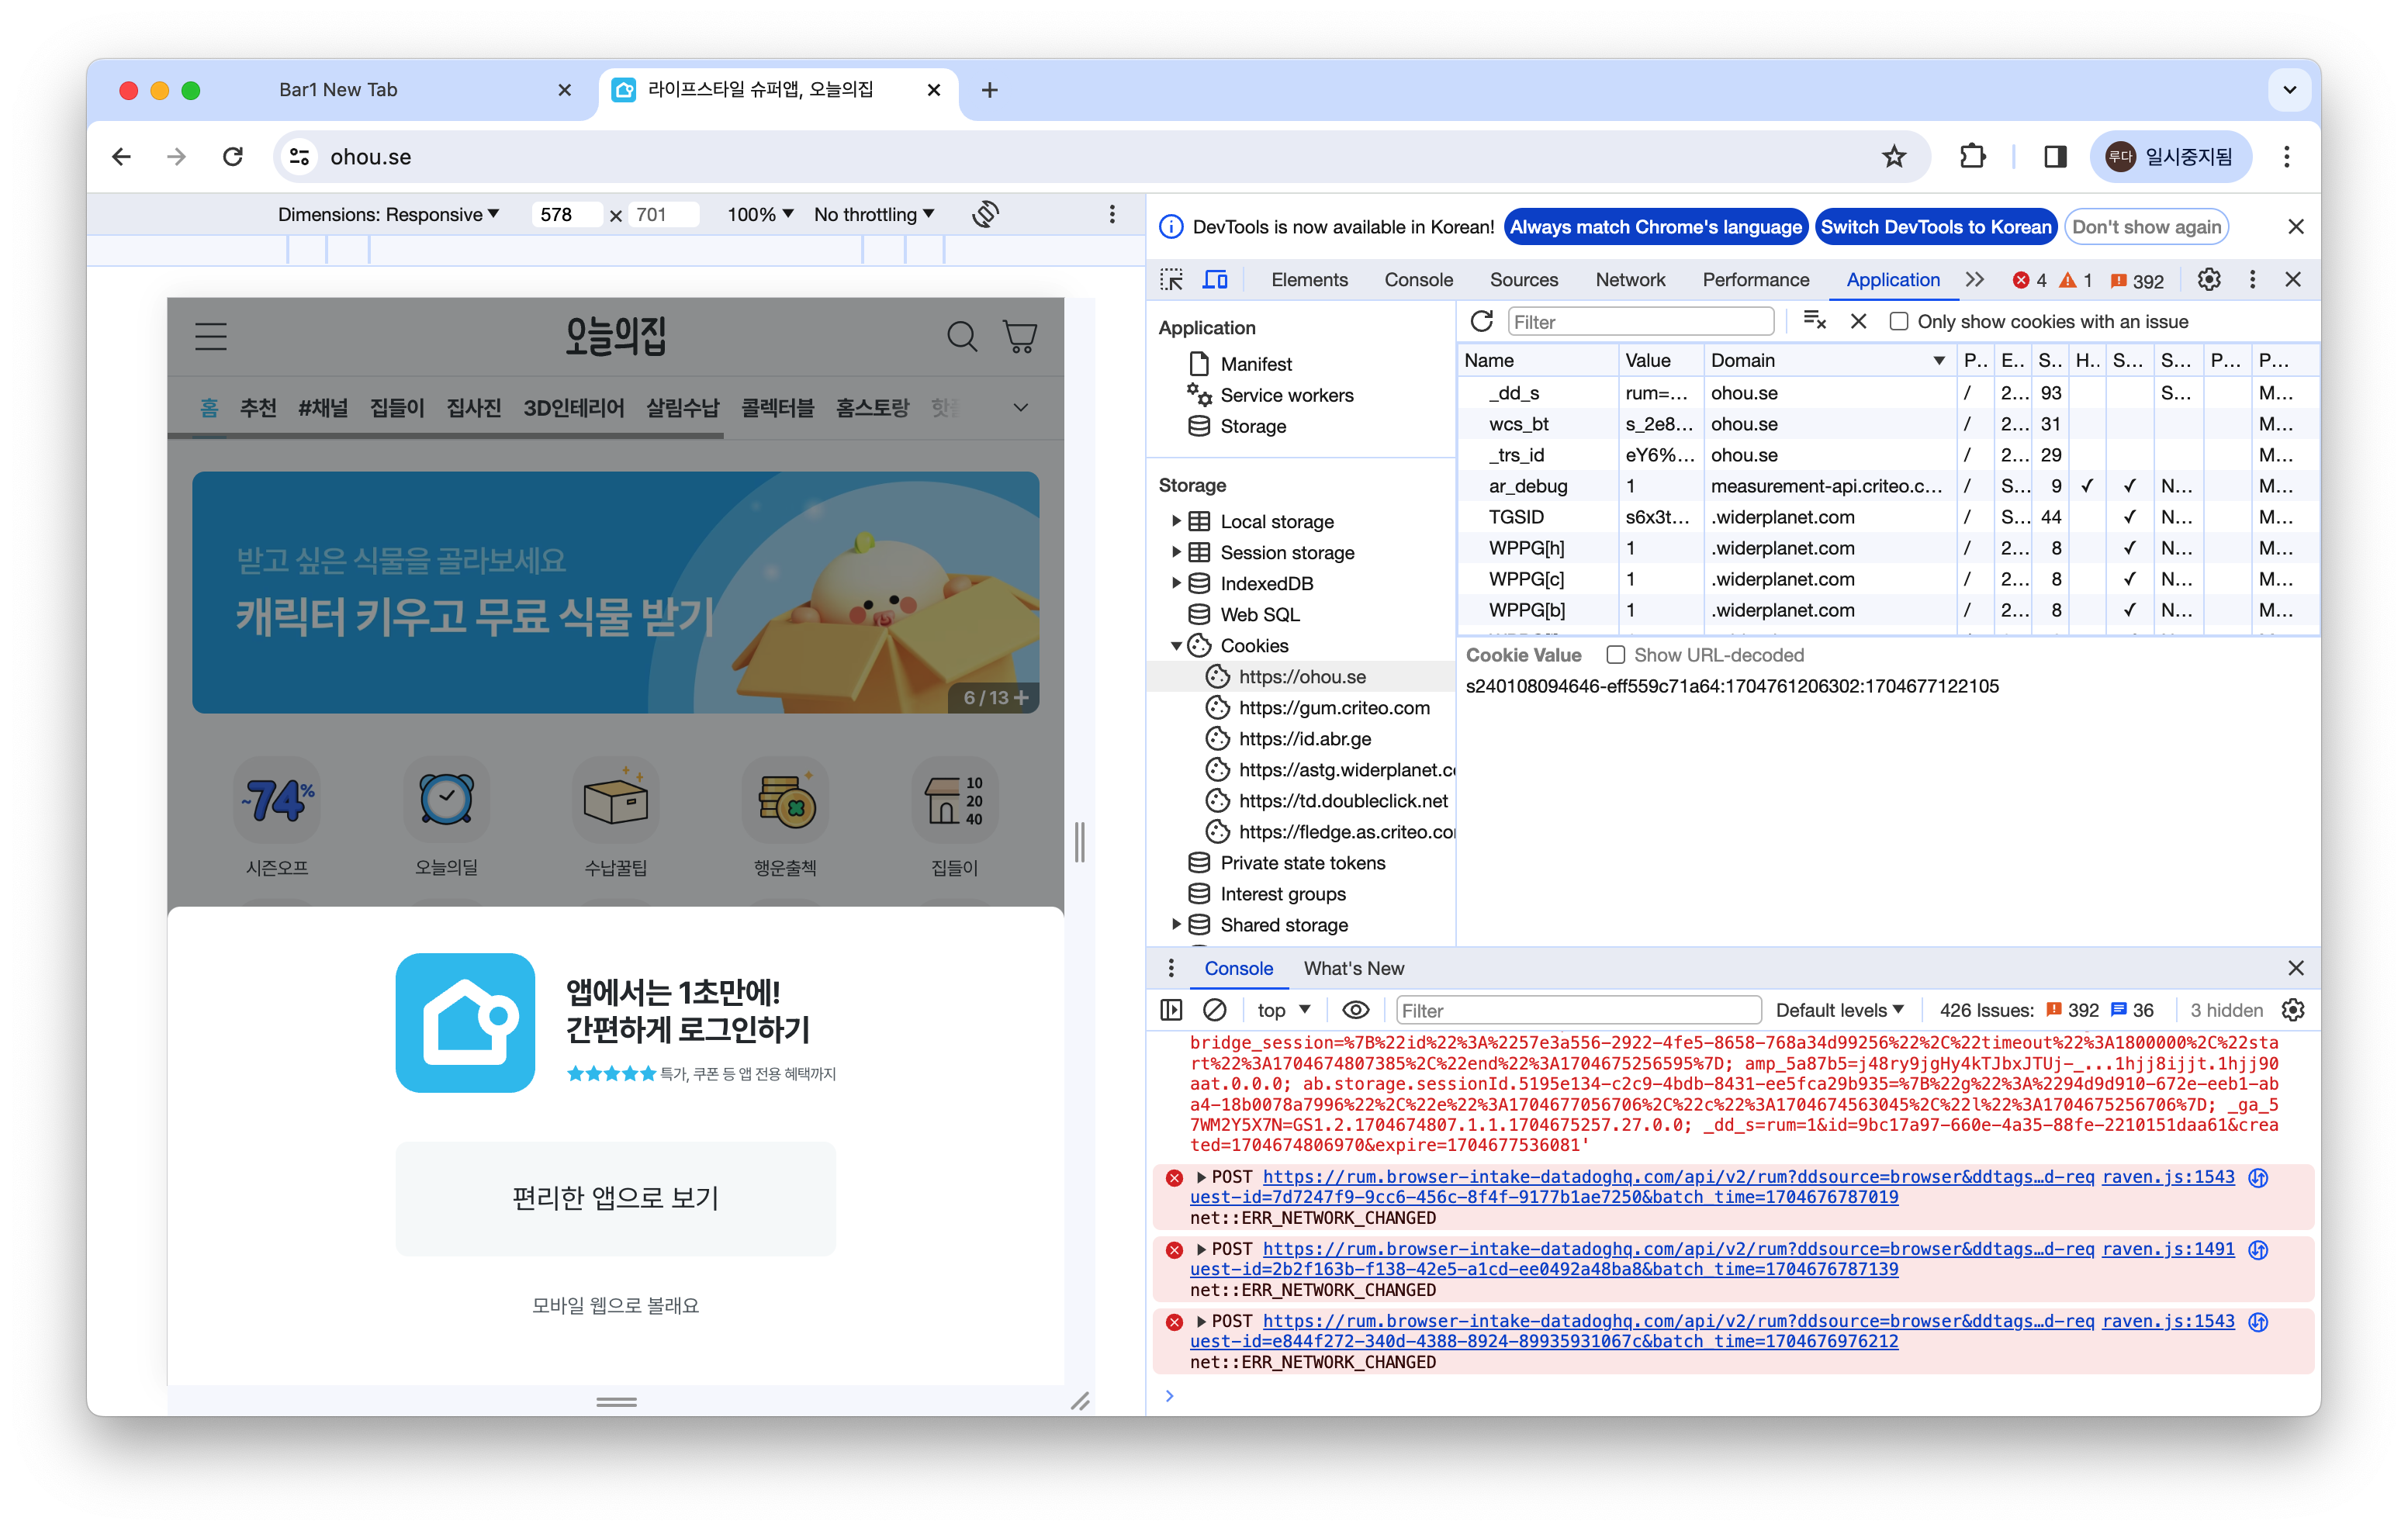 Bar1 New Tab
라이프스타일 슈퍼앱, 오늘의집
ohou.se
루다 일시중지됨
Dimensions: Responsive 578 × 701 100% No throttling
오늘의집
홈 추천 #채널 집들이 집사진 3D인테리어 살림수납 콜렉터블 홈스토랑
받고 싶은 식물을 골라보세요
캐릭터 키우고 무료 식물 받기
6 / 13 +
~74%
10
20
40
시즌오프 오늘의딜 수납꿀팁 행운출첵 집들이
앱에서는 1초만에!
간편하게 로그인하기
★★★★★ 특가, 쿠폰 등 앱 전용 혜택까지
편리한 앱으로 보기
모바일 웹으로 볼래요
DevTools is now available in Korean! Always match Chrome's language Switch DevTools to Korean Don't show again
Elements Console Sources Network Performance Application 4 1 392
Application
Manifest
Service workers
Storage
Storage
Local storage
Session storage
IndexedDB
Web SQL
Cookies
https://ohou.se
https://gum.criteo.com
https://id.abr.ge
https://astg.widerplanet.c
https://td.doubleclick.net
https://fledge.as.criteo.co
Private state tokens
Interest groups
Shared storage
Filter Only show cookies with an issue
Name Value Domain P.. E.. S.. H.. S... S... P... P...
_dd_s rum=... ohou.se / 2... 93 S... M...
wcs_bt s_2e8... ohou.se / 2... 31 M...
_trs_id eY6%... ohou.se / 2... 29 M...
ar_debug 1 measurement-api.criteo.c... / S... 9 ✓ ✓ N... M...
TGSID s6x3t... .widerplanet.com / S... 44 ✓ N... M...
WPPG[h] 1 .widerplanet.com / 2... 8 ✓ N... M...
WPPG[c] 1 .widerplanet.com / 2... 8 ✓ N... M...
WPPG[b] 1 .widerplanet.com / 2... 8 ✓ N... M...
Cookie Value Show URL-decoded
s240108094646-eff559c71a64:1704761206302:1704677122105
Console What's New
top Filter Default levels 426 Issues: 392 36 3 hidden
bridge_session=%7B%22id%22%3A%2257e3a556-2922-4fe5-8658-768a34d99256%22%2C%22timeout%22%3A1800000%2C%22sta
rt%22%3A1704674807385%2C%22end%22%3A1704675256595%7D; amp_5a87b5=j48ry9jgHy4kTJbxJTUj-_...1hjj8ijjt.1hjj90
aat.0.0.0; ab.storage.sessionId.5195e134-c2c9-4bdb-8431-ee5fca29b935=%7B%22g%22%3A%2294d9d910-672e-eeb1-ab
a4-18b0078a7996%22%2C%22e%22%3A1704677056706%2C%22c%22%3A1704674563045%2C%22l%22%3A1704675256706%7D; _ga_5
7WM2Y5X7N=GS1.2.1704674807.1.1.1704675257.27.0.0; _dd_s=rum=1&id=9bc17a97-660e-4a35-88fe-2210151daa61&crea
ted=1704674806970&expire=1704677536081'
POST https://rum.browser-intake-datadoghq.com/api/v2/rum?ddsource=browser&ddtags…d-req raven.js:1543
uest-id=7d7247f9-9cc6-456c-8f4f-9177b1ae7250&batch_time=1704676787019
net::ERR_NETWORK_CHANGED
POST https://rum.browser-intake-datadoghq.com/api/v2/rum?ddsource=browser&ddtags…d-req raven.js:1491
uest-id=2b2f163b-f138-42e5-a1cd-ee0492a48ba8&batch_time=1704676787139
net::ERR_NETWORK_CHANGED
POST https://rum.browser-intake-datadoghq.com/api/v2/rum?ddsource=browser&ddtags…d-req raven.js:1543
uest-id=e844f272-340d-4388-8924-89935931067c&batch_time=1704676976212
net::ERR_NETWORK_CHANGED